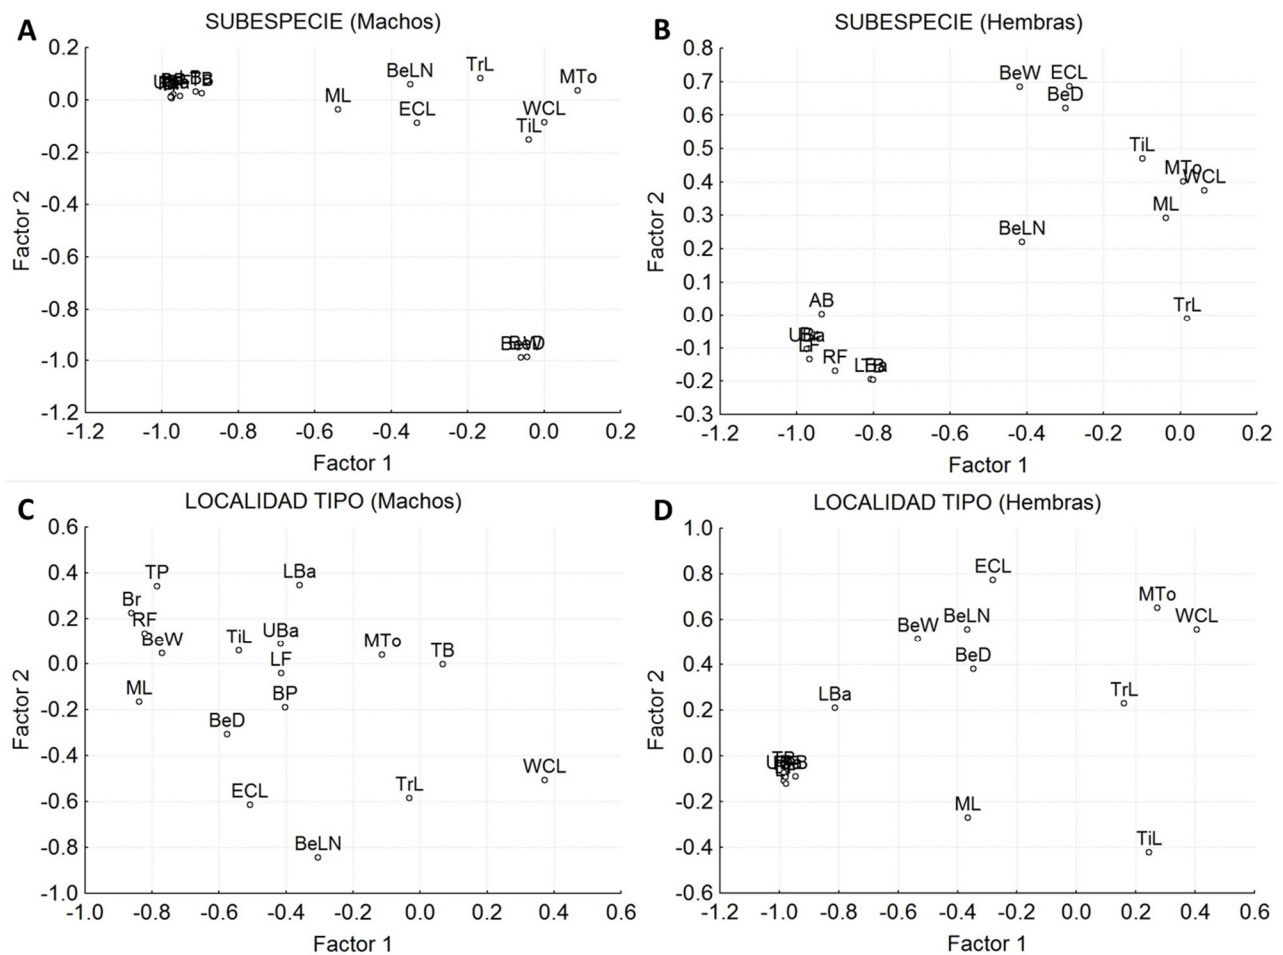 A
SUBESPECIE (Machos)
0.2
0.0
-0.2
-0.4
-0.6
-0.8
-1.0
-1.2
Factor 2
ML
BeLN
ECL
TrL
MTo
WCL
TiL
-1.2 -1.0 -0.8 -0.6 -0.4 -0.2 0.0 0.2
Factor 1
B
SUBESPECIE (Hembras)
0.8
0.7
0.6
0.5
0.4
0.3
0.2
0.1
0.0
-0.1
-0.2
-0.3
Factor 2
BeW
ECL
BeD
TiL
MTo
WCL
ML
BeLN
TrL
AB
LF
RF
-1.2 -1.0 -0.8 -0.6 -0.4 -0.2 0.0 0.2
Factor 1
C
LOCALIDAD TIPO (Machos)
0.6
0.4
0.2
0.0
-0.2
-0.4
-0.6
-0.8
-1.0
Factor 2
TP
LBa
Br
RF
BeW
TiL
UBa
MTo
TB
LF
ML
BP
BeD
WCL
TrL
ECL
BeLN
-1.0 -0.8 -0.6 -0.4 -0.2 0.0 0.2 0.4 0.6
Factor 1
D
LOCALIDAD TIPO (Hembras)
1.0
0.8
0.6
0.4
0.2
0.0
-0.2
-0.4
-0.6
Factor 2
ECL
MTo
WCL
BeLN
BeW
BeD
TrL
LBa
ML
TiL
-1.2 -1.0 -0.8 -0.6 -0.4 -0.2 0.0 0.2 0.4 0.6
Factor 1